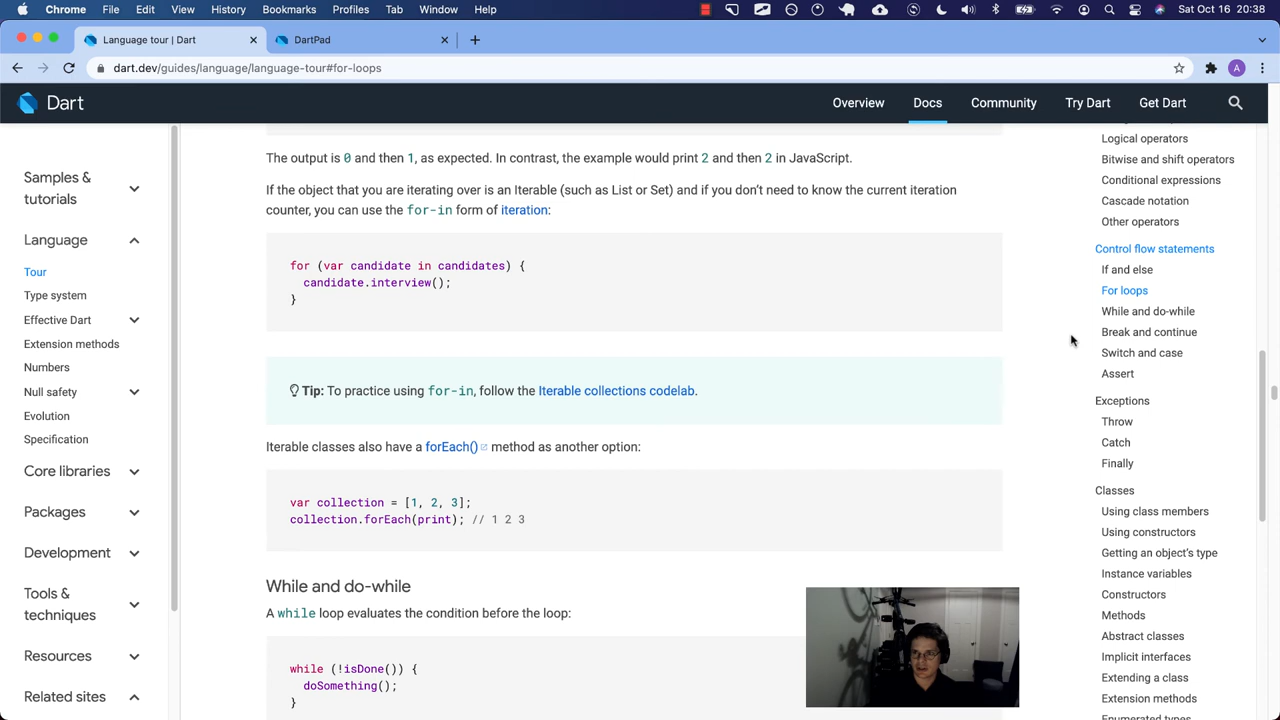 Chrome File Edit View History Bookmarks Profiles Tab Window Help Sat Oct 16 20:38
Language tour | Dart
DartPad
dart.dev/guides/language/language-tour#for-loops
A
Dart
Overview Docs Community Try Dart Get Dart
Samples &
tutorials
Language
Tour
Type system
Effective Dart
Extension methods
Numbers
Null safety
Evolution
Specification
Core libraries
Packages
Development
Tools &
techniques
Resources
Related sites
The output is 0 and then 1, as expected. In contrast, the example would print 2 and then 2 in JavaScript.
If the object that you are iterating over is an Iterable (such as List or Set) and if you don't need to know the current iteration
counter, you can use the for-in form of iteration:
for (var candidate in candidates) {
candidate.interview();
}
Tip: To practice using for-in, follow the Iterable collections codelab.
Iterable classes also have a forEach() method as another option:
var collection = [1, 2, 3];
collection.forEach(print); // 1 2 3
While and do-while
A while loop evaluates the condition before the loop:
while (!isDone()) {
doSomething();
}
Logical operators
Bitwise and shift operators
Conditional expressions
Cascade notation
Other operators
Control flow statements
If and else
For loops
While and do-while
Break and continue
Switch and case
Assert
Exceptions
Throw
Catch
Finally
Classes
Using class members
Using constructors
Getting an object's type
Instance variables
Constructors
Methods
Abstract classes
Implicit interfaces
Extending a class
Extension methods
Enumerated types